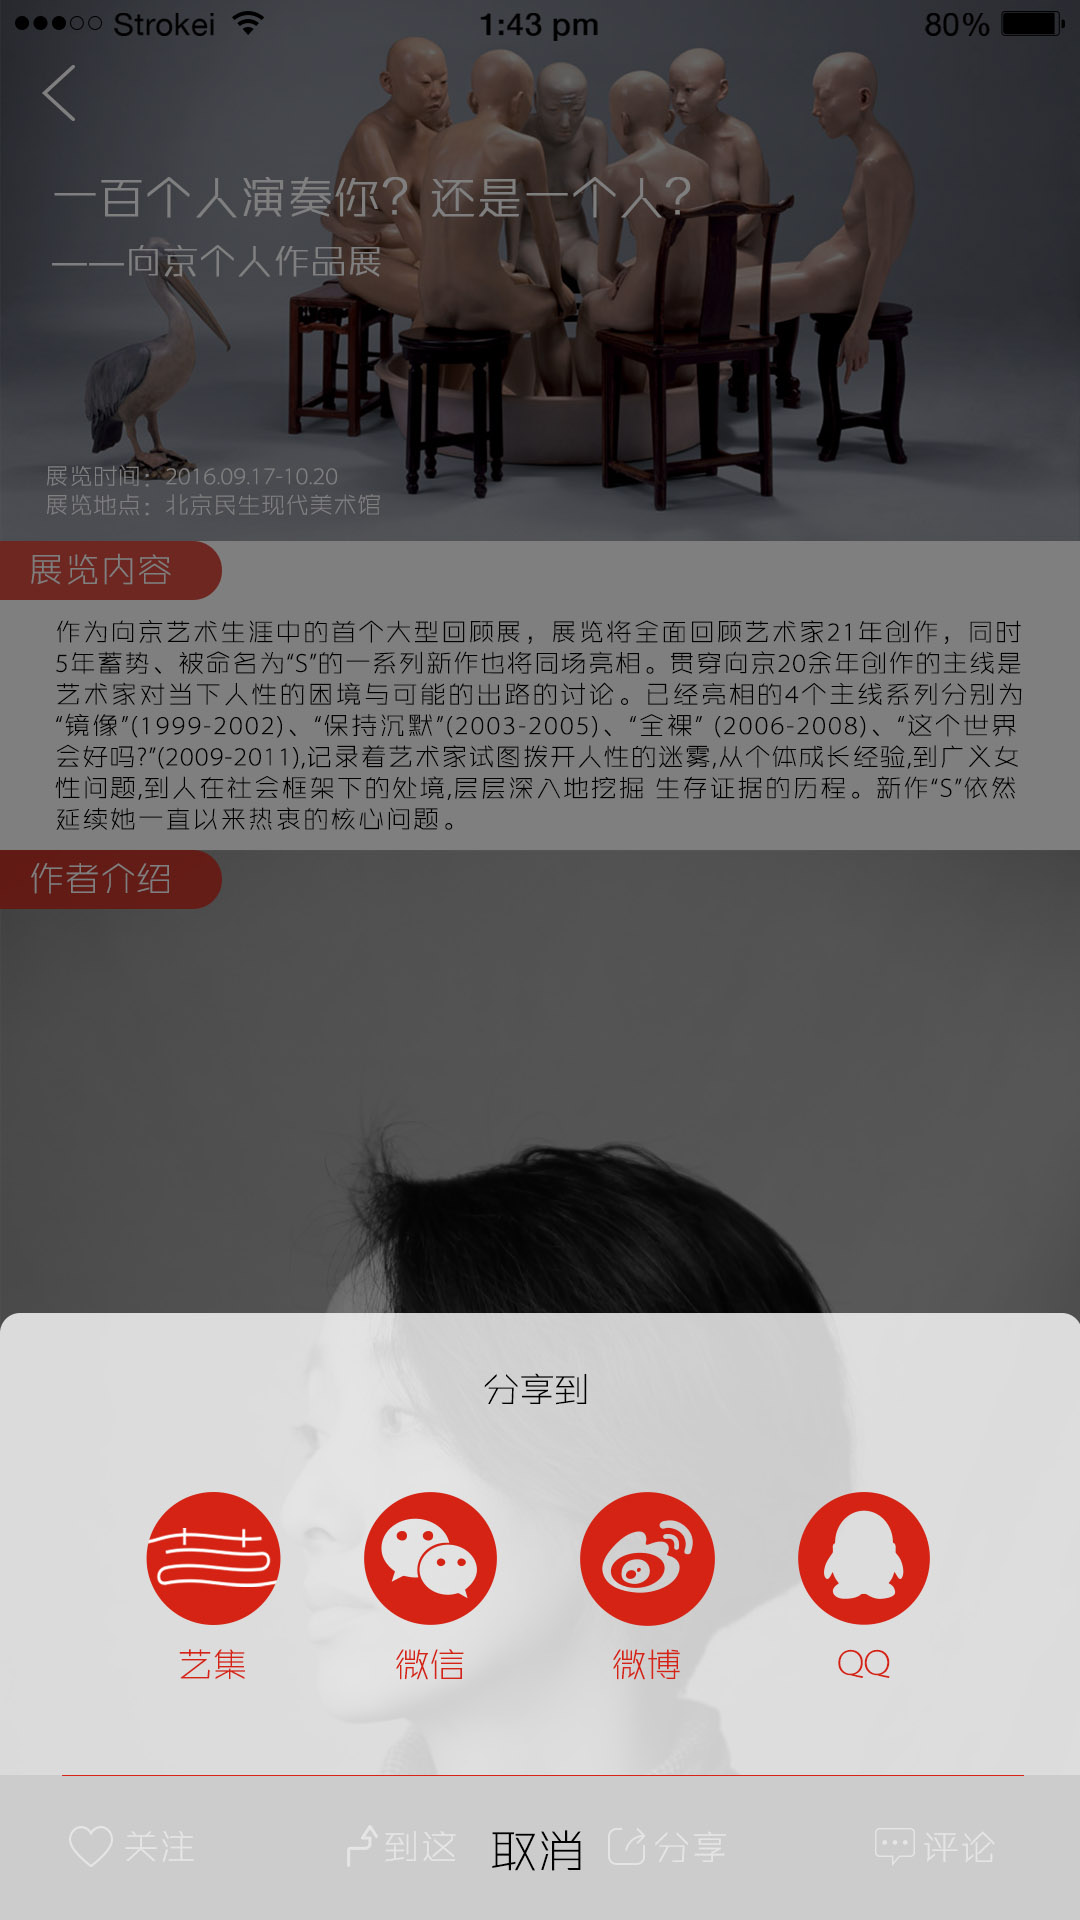 Strokei
1:43 pm
80%
一百个人演奏你？还是一个人？
——向京个人作品展
展览时间：2016.09.17-10.20
展览地点：北京民生现代美术馆
展览内容
作为向京艺术生涯中的首个大型回顾展，展览将全面回顾艺术家21年创作，同时
5年蓄势、被命名为“S”的一系列新作也将同场亮相。贯穿向京20余年创作的主线是
艺术家对当下人性的困境与可能的出路的讨论。已经亮相的4个主线系列分别为
“镜像”(1999-2002)、“保持沉默”(2003-2005)、“全裸” (2006-2008)、“这个世界
会好吗?”(2009-2011),记录着艺术家试图拨开人性的迷雾,从个体成长经验,到广义女
性问题,到人在社会框架下的处境,层层深入地挖掘 生存证据的历程。新作“S”依然
延续她一直以来热衷的核心问题。
作者介绍
分享到
艺集
微信
微博
QQ
关注
到这
取消
分享
评论